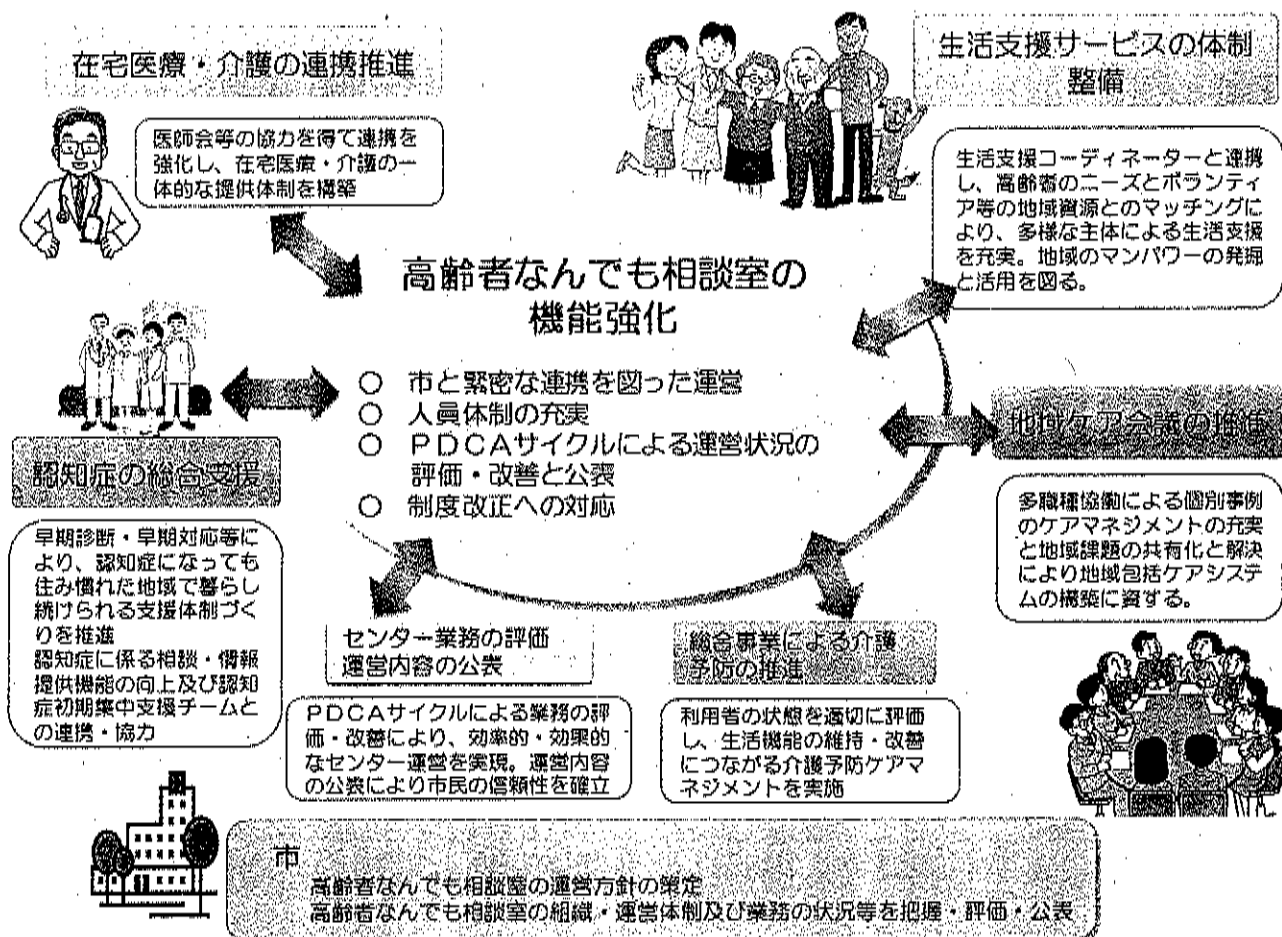 在宅医療・介護の連携推進
医師会等の協力を得て連携を
強化し、在宅医療・介護の一
体的な提供体制を構築
生活支援サービスの体制
整備
生活支援コーディネーターと連携
し、高齢者のニーズとボランティ
ア等の地域資源とのマッチングに
より、多様な主体による生活支援
を充実。地域のマンパワーの発掘
と活用を図る。
高齢者なんでも相談室の
機能強化
○ 市と緊密な連携を図った運営
○ 人員体制の充実
○ PDCAサイクルによる運営状況の
評価・改善と公表
○ 制度改正への対応
認知症の総合支援
早期診断・早期対応等に
より、認知症になっても
住み慣れた地域で暮らし
続けられる支援体制づく
りを推進
認知症に係る相談・情報
提供機能の向上及び認知
症初期集中支援チームと
の連携・協力
地域ケア会議の推進
多職種協働による個別事例
のケアマネジメントの充実
と地域課題の共有化と解決
により地域包括ケアシステ
ムの構築に資する。
センター業務の評価
運営内容の公表
PDCAサイクルによる業務の評
価・改善により、効率的・効果的
なセンター運営を実現。運営内容
の公表により市民の信頼性を確立
総合事業による介護
予防の推進
利用者の状態を適切に評価
し、生活機能の維持・改善
につながる介護予防ケアマ
ネジメントを実施
市
高齢者なんでも相談室の運営方針の策定
高齢者なんでも相談室の組織・運営体制及び業務の状況等を把握・評価・公表